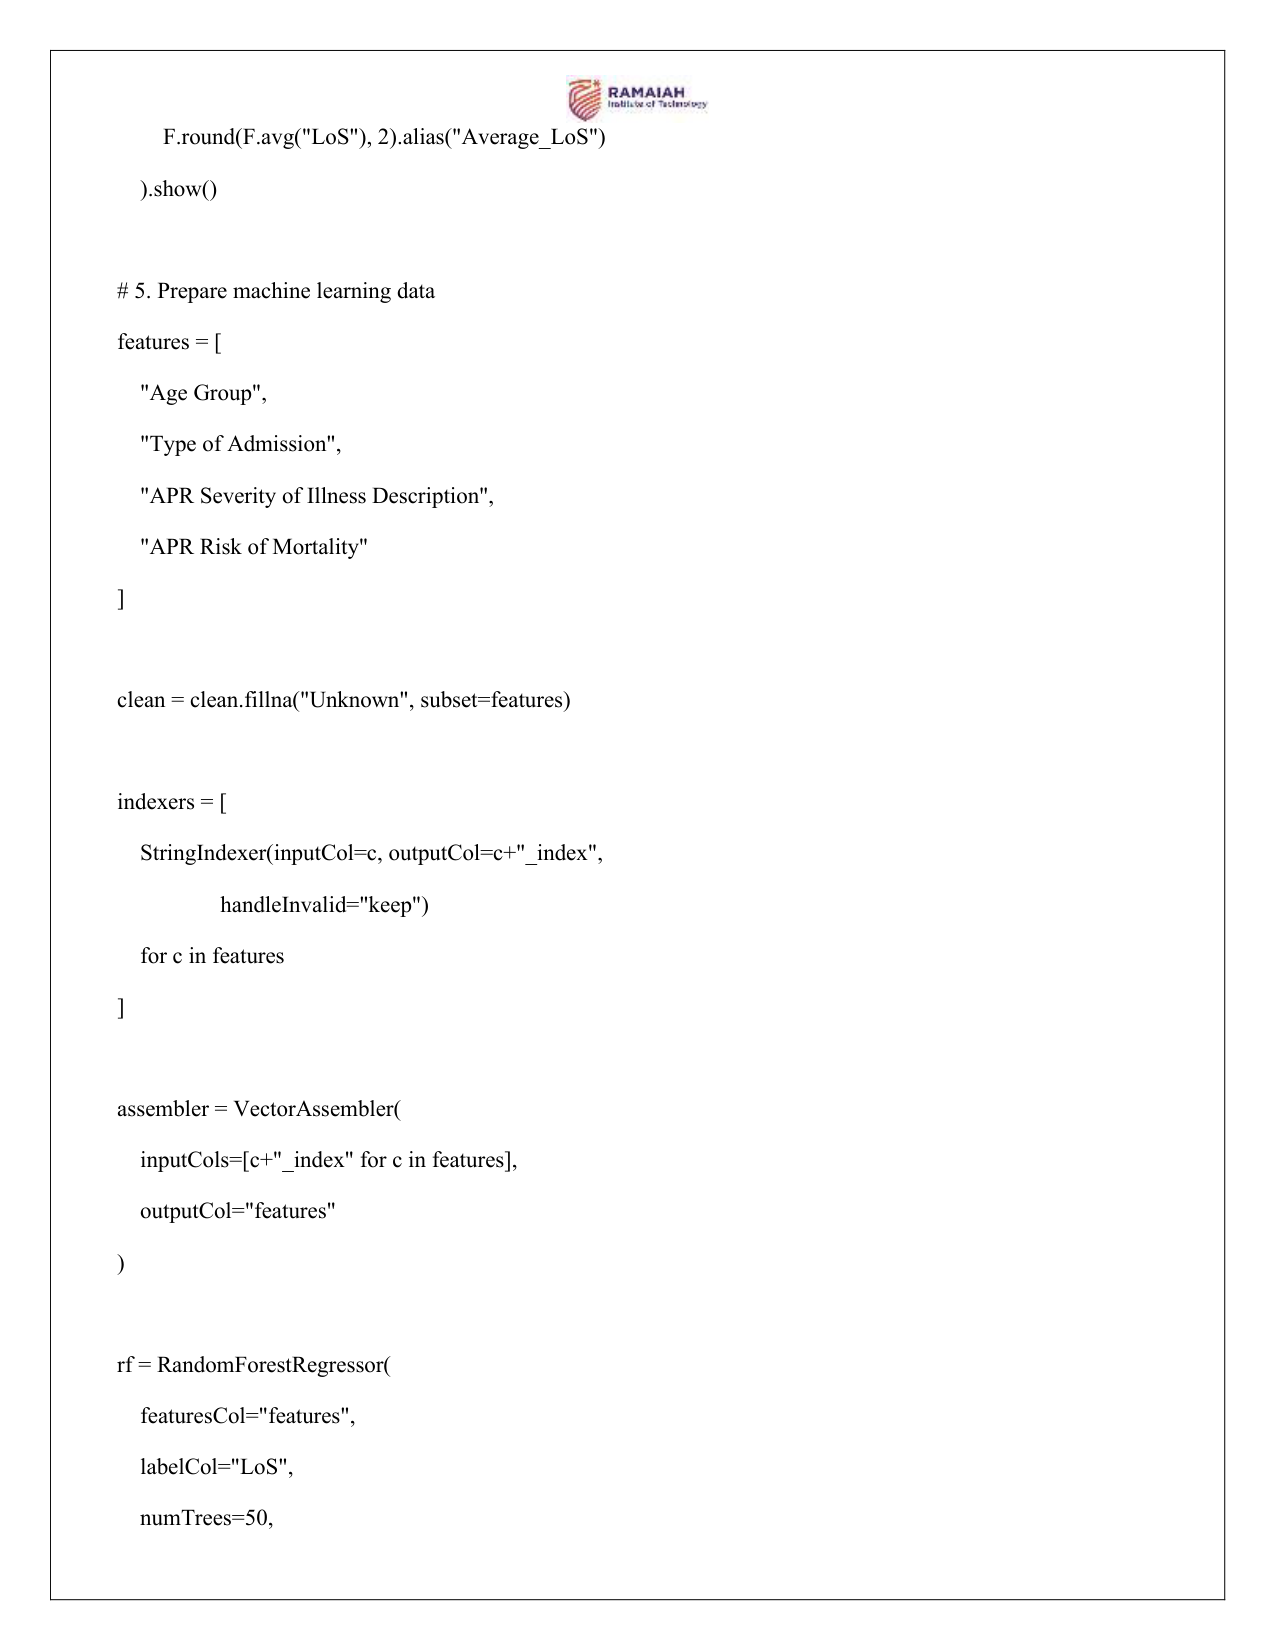 RAMAIAH
Institute of Technology
F.round(F.avg("LoS"), 2).alias("Average_LoS")
).show()
# 5. Prepare machine learning data
features = [
"Age Group",
"Type of Admission",
"APR Severity of Illness Description",
"APR Risk of Mortality"
]
clean = clean.fillna("Unknown", subset=features)
indexers = [
StringIndexer(inputCol=c, outputCol=c+"_index",
handleInvalid="keep")
for c in features
]
assembler = VectorAssembler(
inputCols=[c+"_index" for c in features],
outputCol="features"
)
rf = RandomForestRegressor(
featuresCol="features",
labelCol="LoS",
numTrees=50,